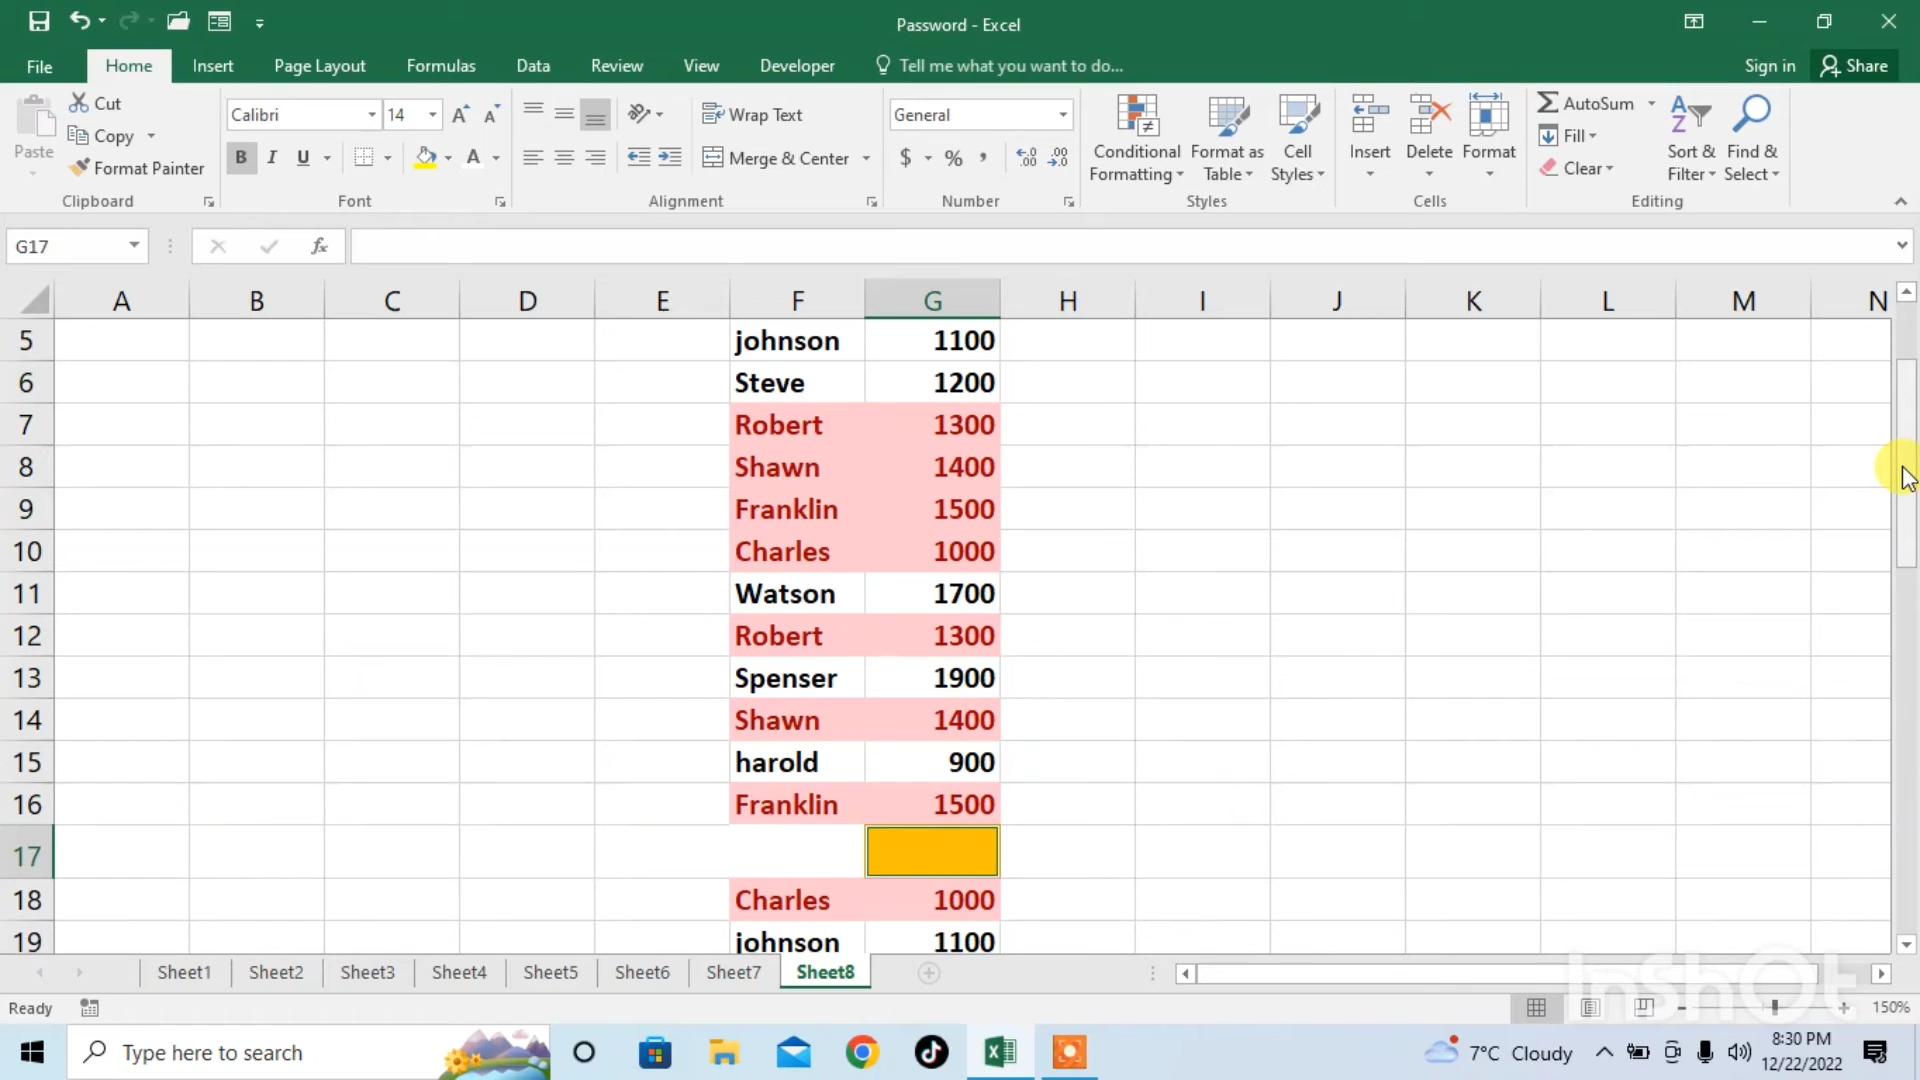 Password - Excel
File Home Insert Page Layout Formulas Data Review View Developer Tell me what you want to do... Sign in Share
Paste Cut Copy Format Painter
Clipboard
Calibri 14 A A
B I U A
Font
Wrap Text
Merge & Center
Alignment
General
$ % , .00 .0 .0 .00
Number
Conditional Formatting Format as Table Cell Styles
Styles
Insert Delete Format
Cells
AutoSum
Fill
Clear
Sort & Filter Find & Select
Editing
G17 fx
A B C D E F G H I J K L M N
5 johnson 1100
6 Steve 1200
7 Robert 1300
8 Shawn 1400
9 Franklin 1500
10 Charles 1000
11 Watson 1700
12 Robert 1300
13 Spenser 1900
14 Shawn 1400
15 harold 900
16 Franklin 1500
17
18 Charles 1000
19 johnson 1100
Sheet1 Sheet2 Sheet3 Sheet4 Sheet5 Sheet6 Sheet7 Sheet8
InShOt
Ready 150%
Type here to search 7°C Cloudy 8:30 PM
12/22/2022